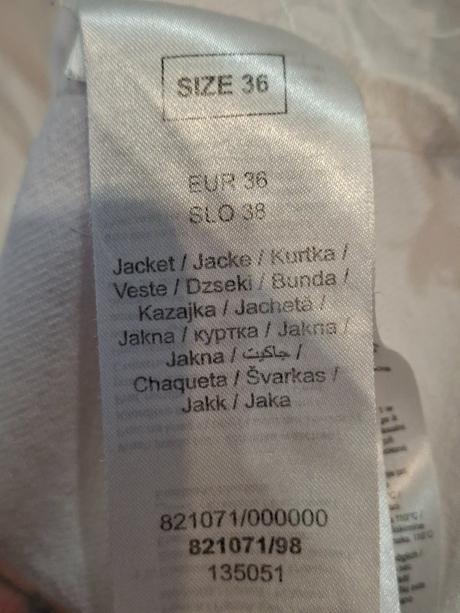 SIZE 36
EUR 36
SLO 38
Jacket / Jacke / Kurtka /
Veste / Dzseki / Bunda /
Kazajka / Jachetă /
Jakna / куртка / Jakna /
Jakna / جاكيت /
Chaqueta / Švarkas /
Jakk / Jaka
821071/000000
821071/98
135051